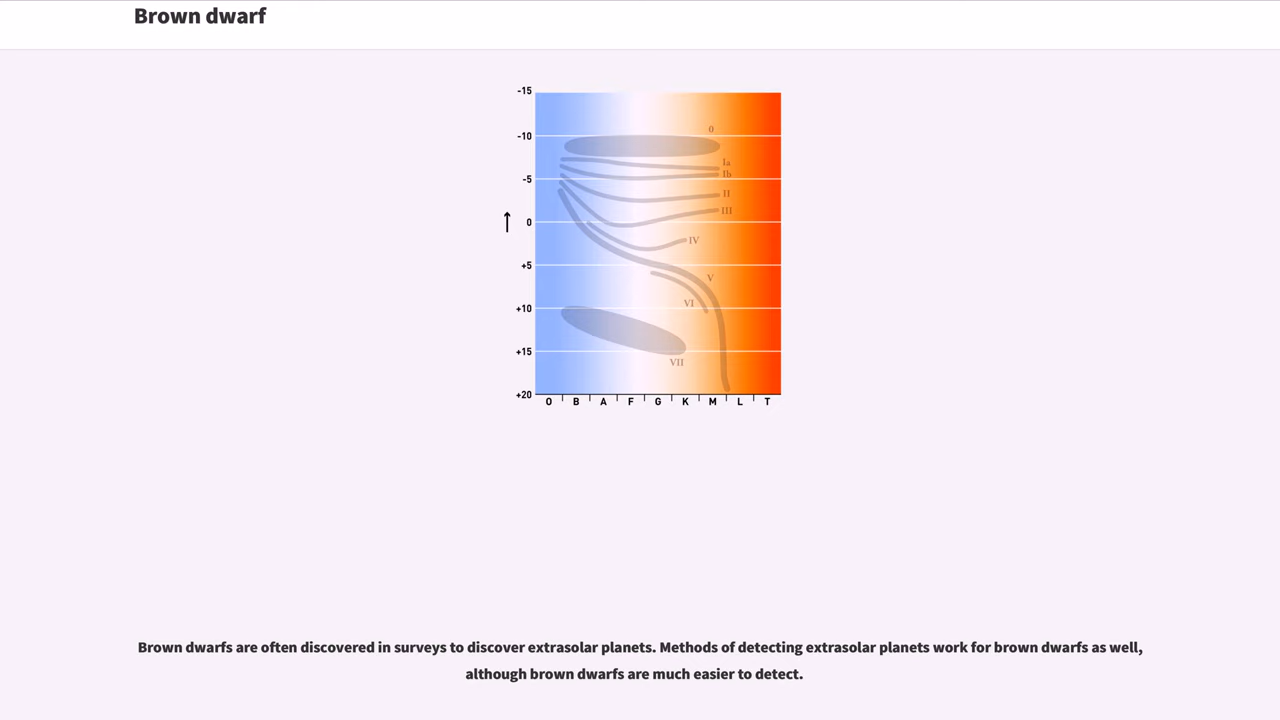 Brown dwarf
-15
-10
-5
0
+5
+10
+15
+20
0
Ia
Ib
II
III
IV
V
VI
VII
O B A F G K M L T
Brown dwarfs are often discovered in surveys to discover extrasolar planets. Methods of detecting extrasolar planets work for brown dwarfs as well,
although brown dwarfs are much easier to detect.